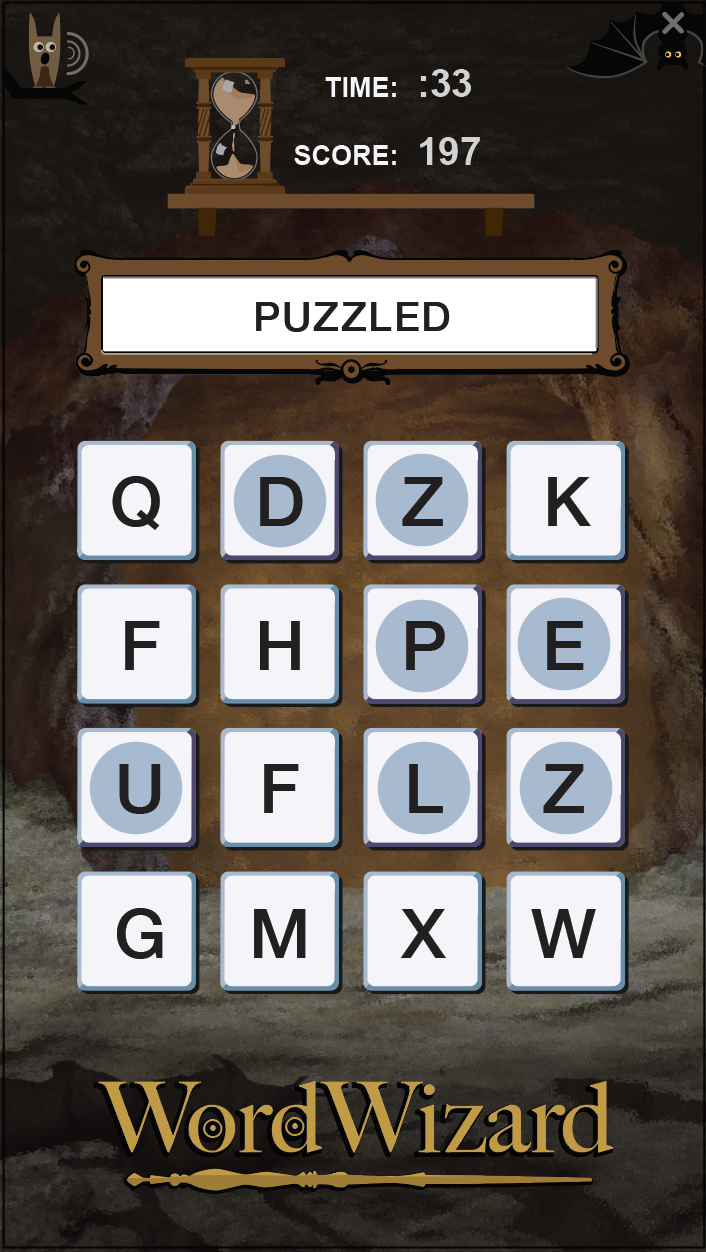 TIME: :33
SCORE: 197
PUZZLED
Q D Z K
F H P E
U F L Z
G M X W
WordWizard